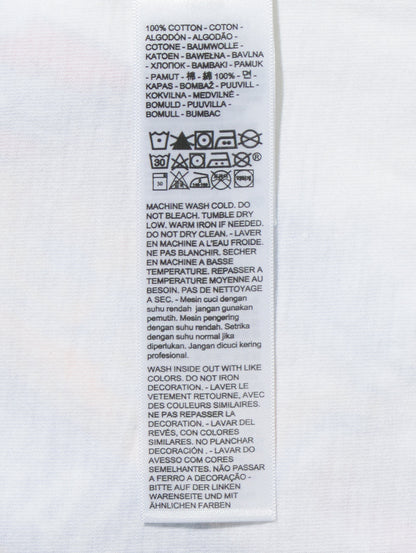 100% COTTON - COTON -
ALGODÓN - ALGODÃO -
COTONE - BAUMWOLLE -
KATOEN - BAWEŁNA - BAVLNA
- ХЛОПОК - BAMBAKI - PAMUK
- PAMUT - 棉 - 綿 100% - 면 -
KAPAS - BOMBAŽ - PUUVILL -
KOKVILNA - MEDVILNĖ -
BOMULD - PUUVILLA -
BOMULL - BUMBAC
30
®
30
MACHINE WASH COLD. DO
NOT BLEACH. TUMBLE DRY
LOW. WARM IRON IF NEEDED.
DO NOT DRY CLEAN. - LAVER
EN MACHINE A L'EAU FROIDE.
NE PAS BLANCHIR. SECHER
EN MACHINE A BASSE
TEMPERATURE. REPASSER A
TEMPERATURE MOYENNE AU
BESOIN. PAS DE NETTOYAGE
A SEC. - Mesin cuci dengan
suhu rendah jangan gunakan
pemutih. Mesin pengering
dengan suhu rendah. Setrika
dengan suhu normal jika
diperlukan. Jangan dicuci kering
profesional.
WASH INSIDE OUT WITH LIKE
COLORS. DO NOT IRON
DECORATION. - LAVER LE
VETEMENT RETOURNE, AVEC
DES COULEURS SIMILAIRES.
NE PAS REPASSER LA
DECORATION. - LAVAR DEL
REVÉS, CON COLORES
SIMILARES. NO PLANCHAR
DECORACIÓN . - LAVAR DO
AVESSO COM CORES
SEMELHANTES. NÃO PASSAR
A FERRO A DECORAÇÃO -
BITTE AUF DER LINKEN
WARENSEITE UND MIT
ÄHNLICHEN FARBEN